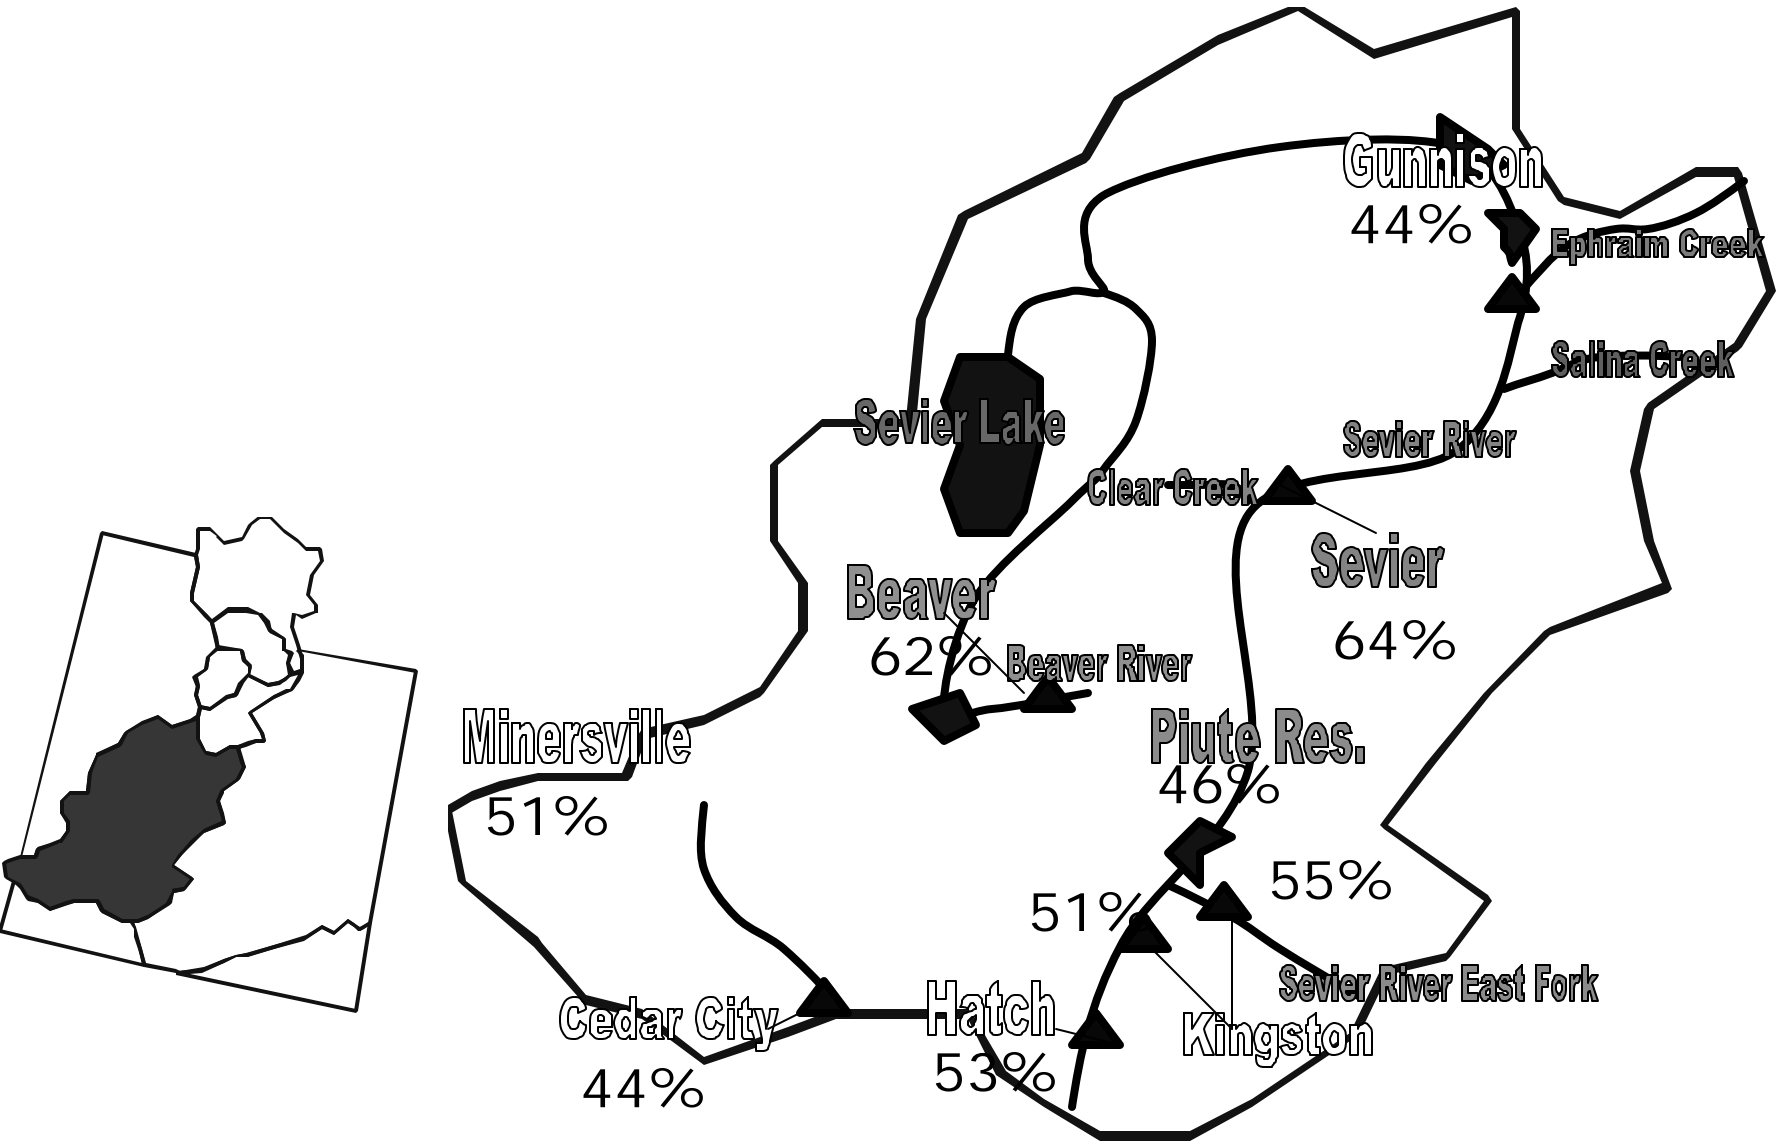 Gunnison
44%
Ephraim Creek
Salina Creek
Sevier Lake
Sevier River
Clear Creek
Sevier
64%
Beaver
62%
Beaver River
Minersville
51%
Piute Res.
46%
55%
51%
Sevier River East Fork
Cedar City
44%
Hatch
53%
Kingston